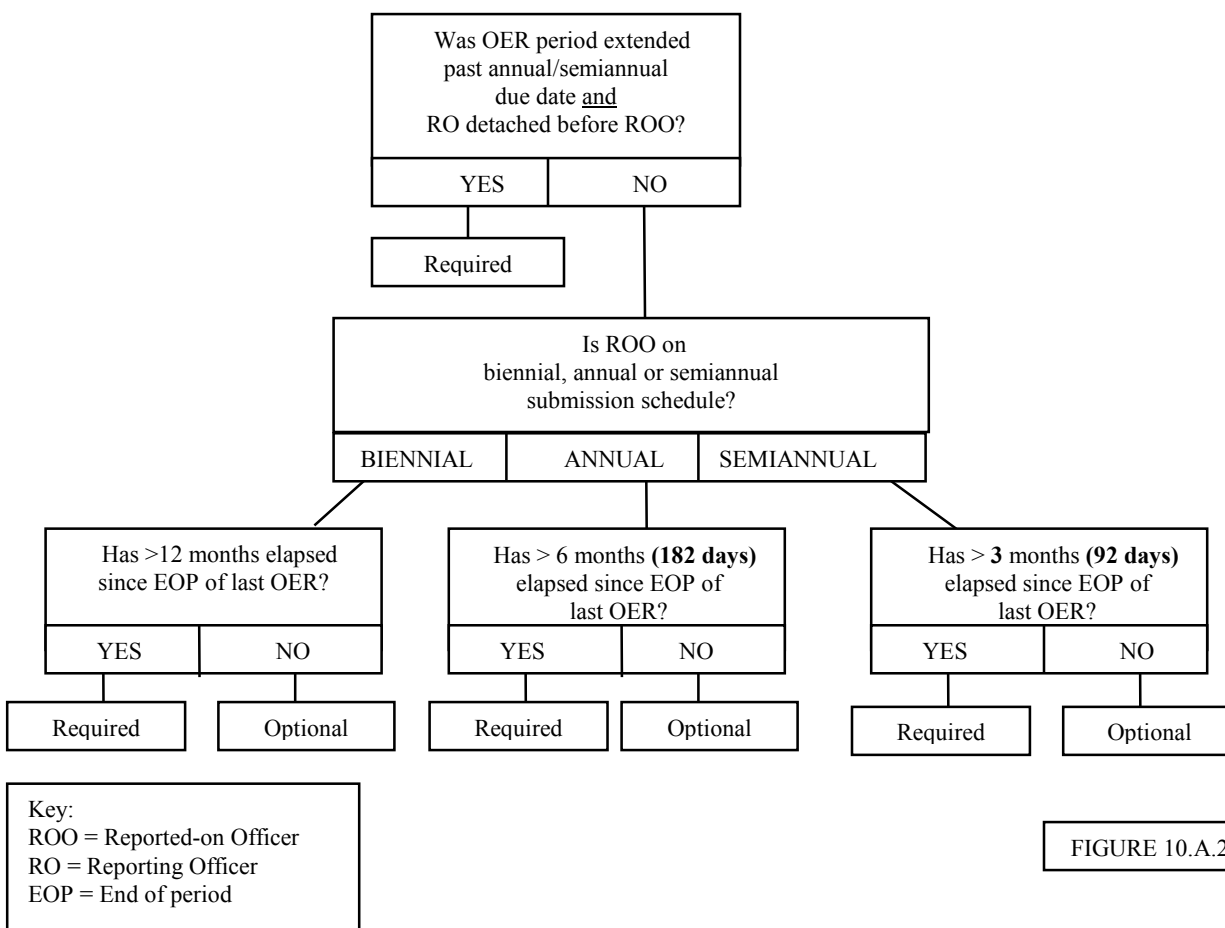 Was OER period extended
past annual/semiannual
due date and
RO detached before ROO?
YES NO
Required
Is ROO on
biennial, annual or semiannual
submission schedule?
BIENNIAL ANNUAL SEMIANNUAL
Has >12 months elapsed
since EOP of last OER?
YES NO
Required Optional
Has > 6 months (182 days)
elapsed since EOP of
last OER?
YES NO
Required Optional
Has > 3 months (92 days)
elapsed since EOP of
last OER?
YES NO
Required Optional
Key:
ROO = Reported-on Officer
RO = Reporting Officer
EOP = End of period
FIGURE 10.A.2